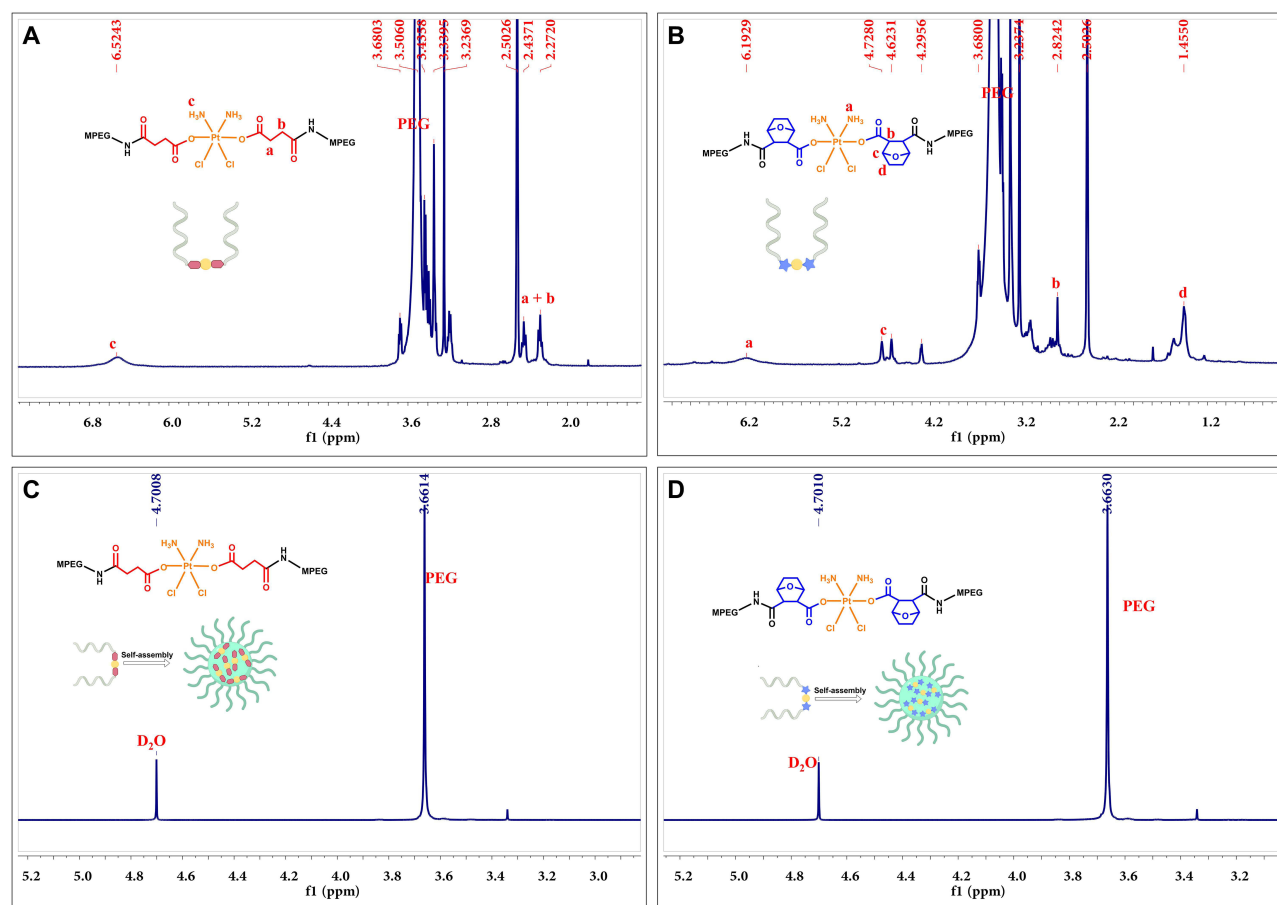 A
6.5243
3.6803
3.5060
3.4358
3.3395
3.2369
2.5026
2.4371
2.2720
c
H₃N NH₃
b
O O H
MPEG O Pt O N
N O Cl Cl a O MPEG
H
PEG
c
a + b
6.8 6.0 5.2 4.4 3.6 2.8 2.0
f1 (ppm)
B
6.1929
4.7280
4.6231
4.2956
3.6800
3.2374
2.8242
2.5026
1.4550
a
H₃N NH₃
O O b O
H O Pt O c O N
MPEG N O O Cl Cl d H MPEG
PEG
a
c
b
d
6.2 5.2 4.2 3.2 2.2 1.2
f1 (ppm)
C
4.7008
3.6614
H₃N NH₃
O O H
MPEG O Pt O N
N O Cl Cl O MPEG
H
PEG
Self-assembly
D₂O
5.2 5.0 4.8 4.6 4.4 4.2 4.0 3.8 3.6 3.4 3.2 3.0
f1 (ppm)
D
4.7010
3.6630
H₃N NH₃
O O O
H O Pt O O N
MPEG N O O Cl Cl H MPEG
PEG
Self-assembly
D₂O
5.2 5.0 4.8 4.6 4.4 4.2 4.0 3.8 3.6 3.4 3.2
f1 (ppm)